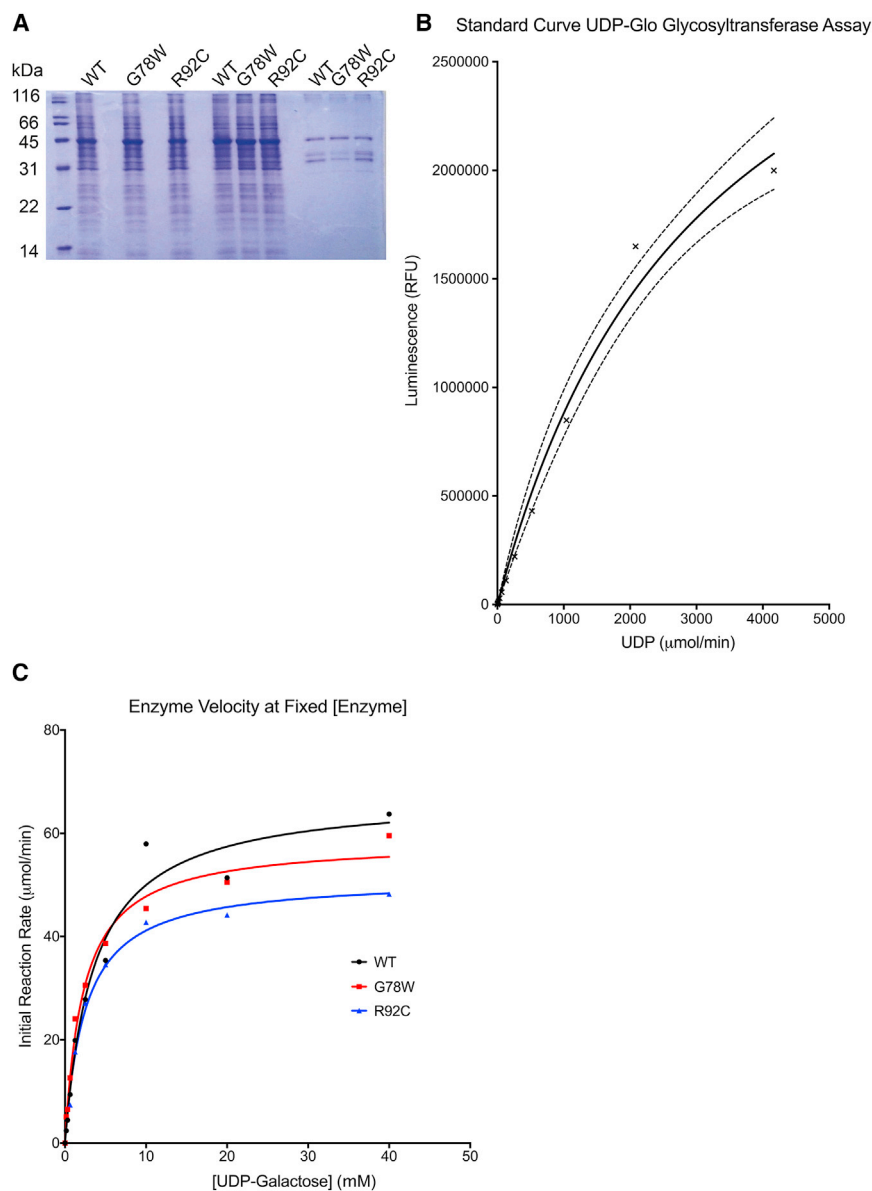 A
kDa
WT G78W R92C WT G78W R92C WT G78W R92C
116
66
45
31
22
14
B
Standard Curve UDP-Glo Glycosyltransferase Assay
2500000
2000000
1500000
1000000
500000
0
Luminescence (RFU)
0 1000 2000 3000 4000 5000
UDP (μmol/min)
C
Enzyme Velocity at Fixed [Enzyme]
80
60
40
20
0
Initial Reaction Rate (μmol/min)
WT
G78W
R92C
0 10 20 30 40 50
[UDP-Galactose] (mM)